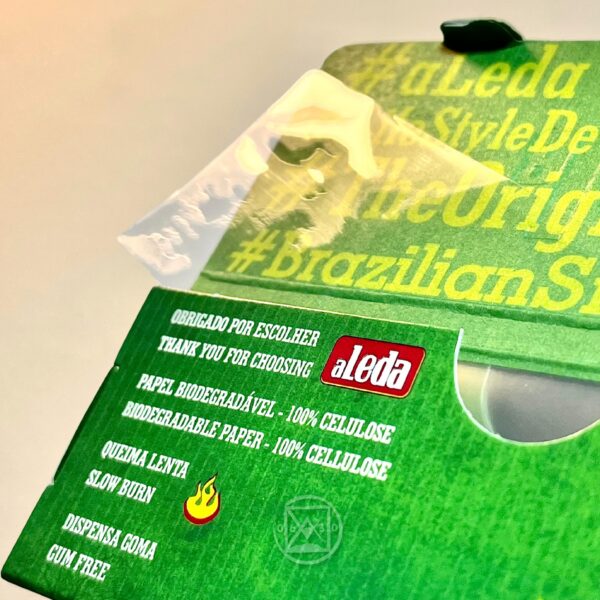 #aLeda
StyleDe
#TheOrig
#BrazilianS
OBRIGADO POR ESCOLHER
THANK YOU FOR CHOOSING
aLeda
PAPEL BIODEGRADÁVEL - 100% CELULOSE
BIODEGRADABLE PAPER - 100% CELLULOSE
QUEIMA LENTA
SLOW BURN
DISPENSA GOMA
GUM FREE